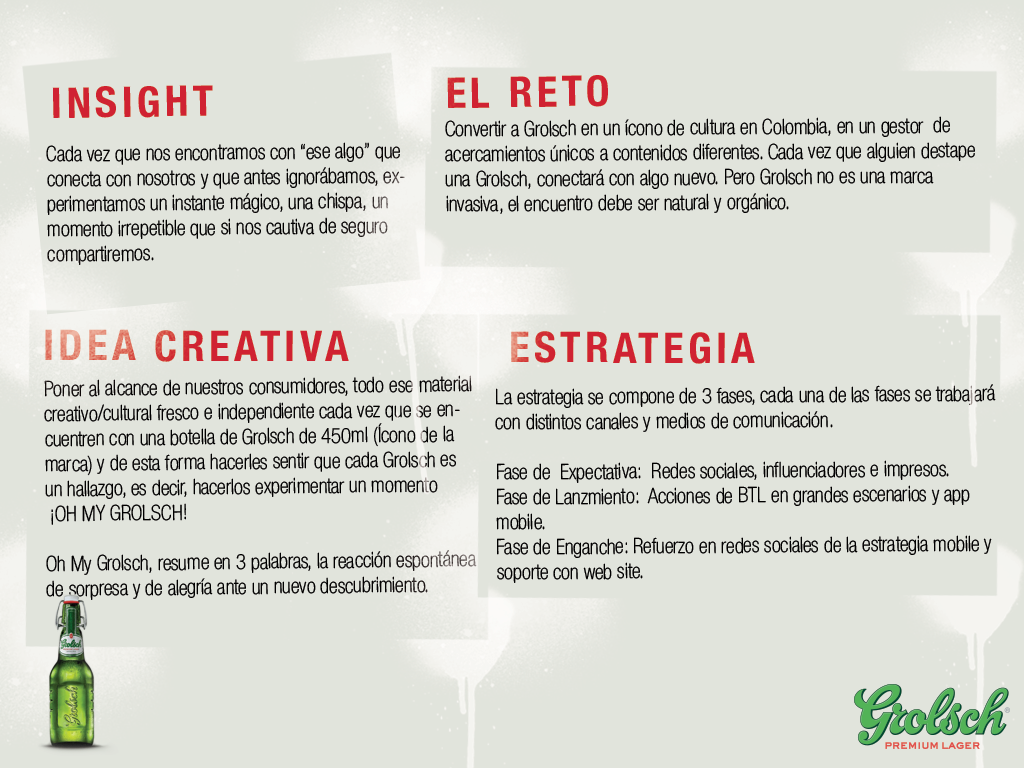 INSIGHT
Cada vez que nos encontramos con “ese algo” que
conecta con nosotros y que antes ignorábamos, ex-
perimentamos un instante mágico, una chispa, un
momento irrepetible que si nos cautiva de seguro
compartiremos.
EL RETO
Convertir a Grolsch en un ícono de cultura en Colombia, en un gestor de
acercamientos únicos a contenidos diferentes. Cada vez que alguien destape
una Grolsch, conectará con algo nuevo. Pero Grolsch no es una marca
invasiva, el encuentro debe ser natural y orgánico.
IDEA CREATIVA
Poner al alcance de nuestros consumidores, todo ese material
creativo/cultural fresco e independiente cada vez que se en-
cuentren con una botella de Grolsch de 450ml (Ícono de la
marca) y de esta forma hacerles sentir que cada Grolsch es
un hallazgo, es decir, hacerlos experimentar un momento
¡OH MY GROLSCH!
Oh My Grolsch, resume en 3 palabras, la reacción espontánea
de sorpresa y de alegría ante un nuevo descubrimiento.
ESTRATEGIA
La estrategia se compone de 3 fases, cada una de las fases se trabajará
con distintos canales y medios de comunicación.
Fase de Expectativa: Redes sociales, influenciadores e impresos.
Fase de Lanzmiento: Acciones de BTL en grandes escenarios y app
mobile.
Fase de Enganche: Refuerzo en redes sociales de la estrategia mobile y
soporte con web site.
Grolsch
Grolsch
Grolsch®
PREMIUM LAGER